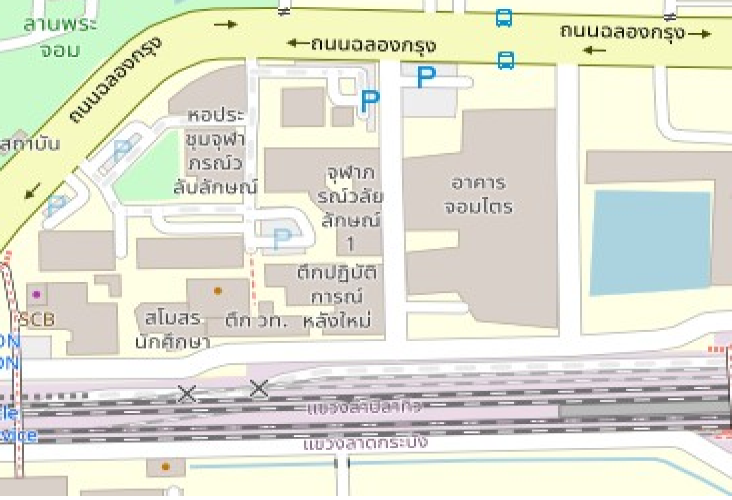 ลานพระ
จอม
ถนนฉลองกรุง
ถนนฉลองกรุง
ถนนฉลองกรุง
P
P
สถาบัน
หอประ
ชุมจุฬา
ภรณ์ว
ลัยลักษณ์
P
P
P
จุฬาภ
รณ์วลัย
ลักษณ์
1
อาคาร
จอมไตร
ตึกปฏิบัติ
การณ์
หลังใหม่
สโมสร
นักศึกษา
ตึก วท.
SCB
ON
ON
cle
rvice
แขวงลำปลาทิว
แขวงลาดกระบัง